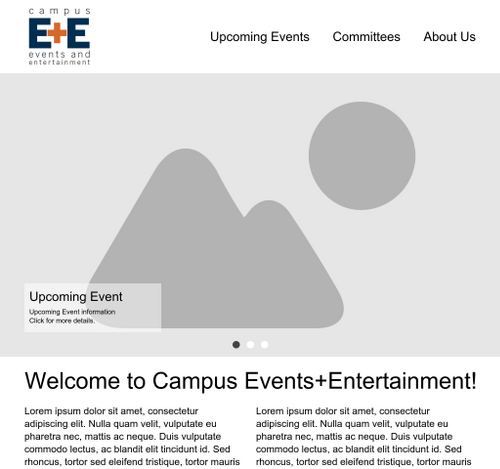 campus
E+E
events and
entertainment
Upcoming Events Committees About Us
Upcoming Event
Upcoming Event information
Click for more details.
Welcome to Campus Events+Entertainment!
Lorem ipsum dolor sit amet, consectetur
adipiscing elit. Nulla quam velit, vulputate eu
pharetra nec, mattis ac neque. Duis vulputate
commodo lectus, ac blandit elit tincidunt id. Sed
rhoncus, tortor sed eleifend tristique, tortor mauris
Lorem ipsum dolor sit amet, consectetur
adipiscing elit. Nulla quam velit, vulputate eu
pharetra nec, mattis ac neque. Duis vulputate
commodo lectus, ac blandit elit tincidunt id. Sed
rhoncus, tortor sed eleifend tristique, tortor mauris